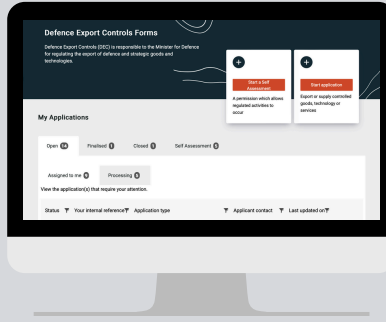 Defence Export Controls Forms
Defence Export Controls (DEC) is responsible to the Minister for Defence
for regulating the export of defence and strategic goods and
technologies.
Start a Self
Assessment
A permission which allows
regulated activities to
occur
Start application
Export or supply controlled
goods, technology or
services
My Applications
Open 14 Finalised 1 Closed 1 Self Assessment 5
Assigned to me 9 Processing 5
View the application(s) that require your attention.
Status Your internal reference Application type Applicant contact Last updated on